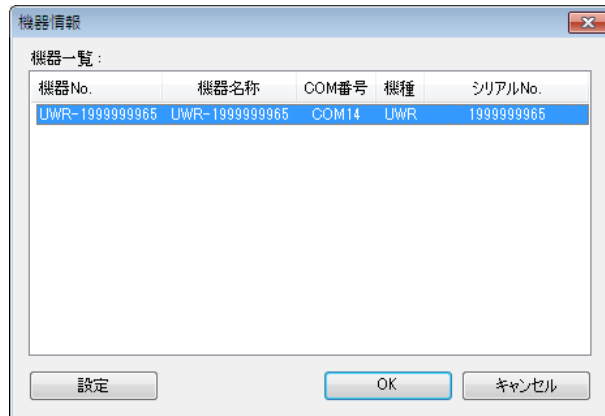 機器情報
機器一覧：
機器No. 機器名称 COM番号 機種 シリアルNo.
UWR-1999999965 UWR-1999999965 COM14 UWR 1999999965
設定 OK キャンセル